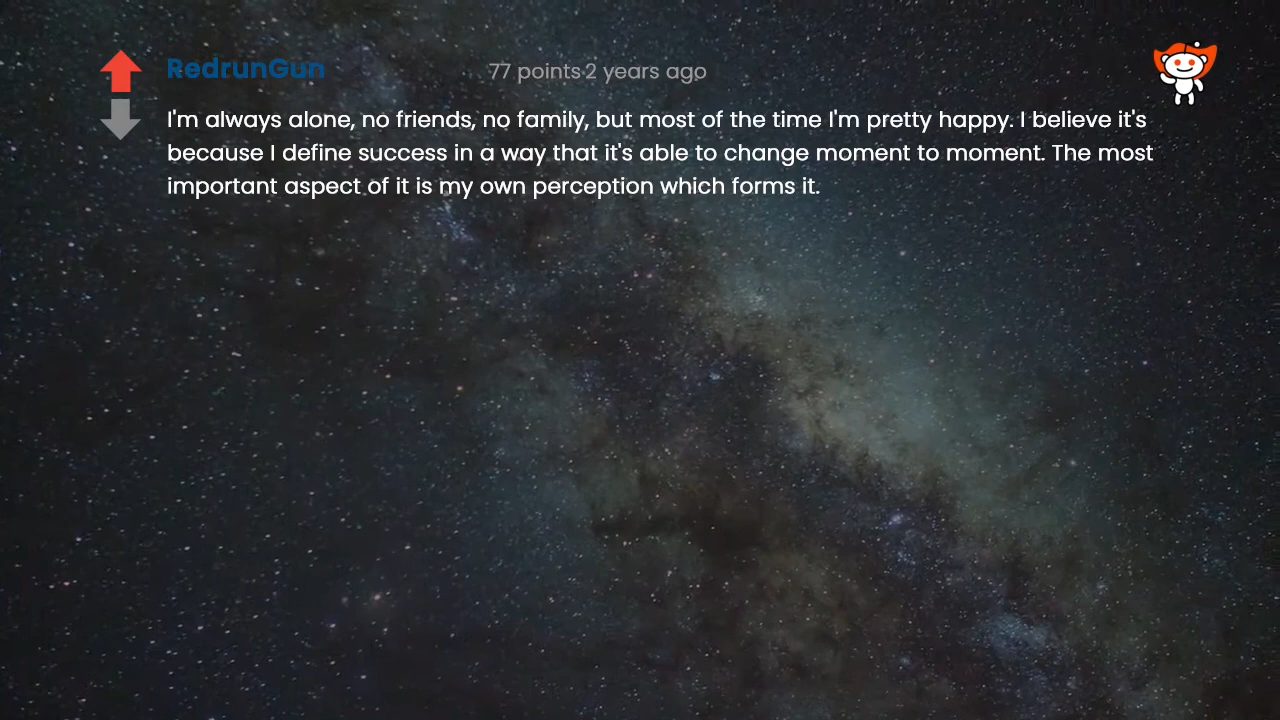 RedrunGun 77 points·2 years ago
I'm always alone, no friends, no family, but most of the time I'm pretty happy. I believe it's
because I define success in a way that it's able to change moment to moment. The most
important aspect of it is my own perception which forms it.